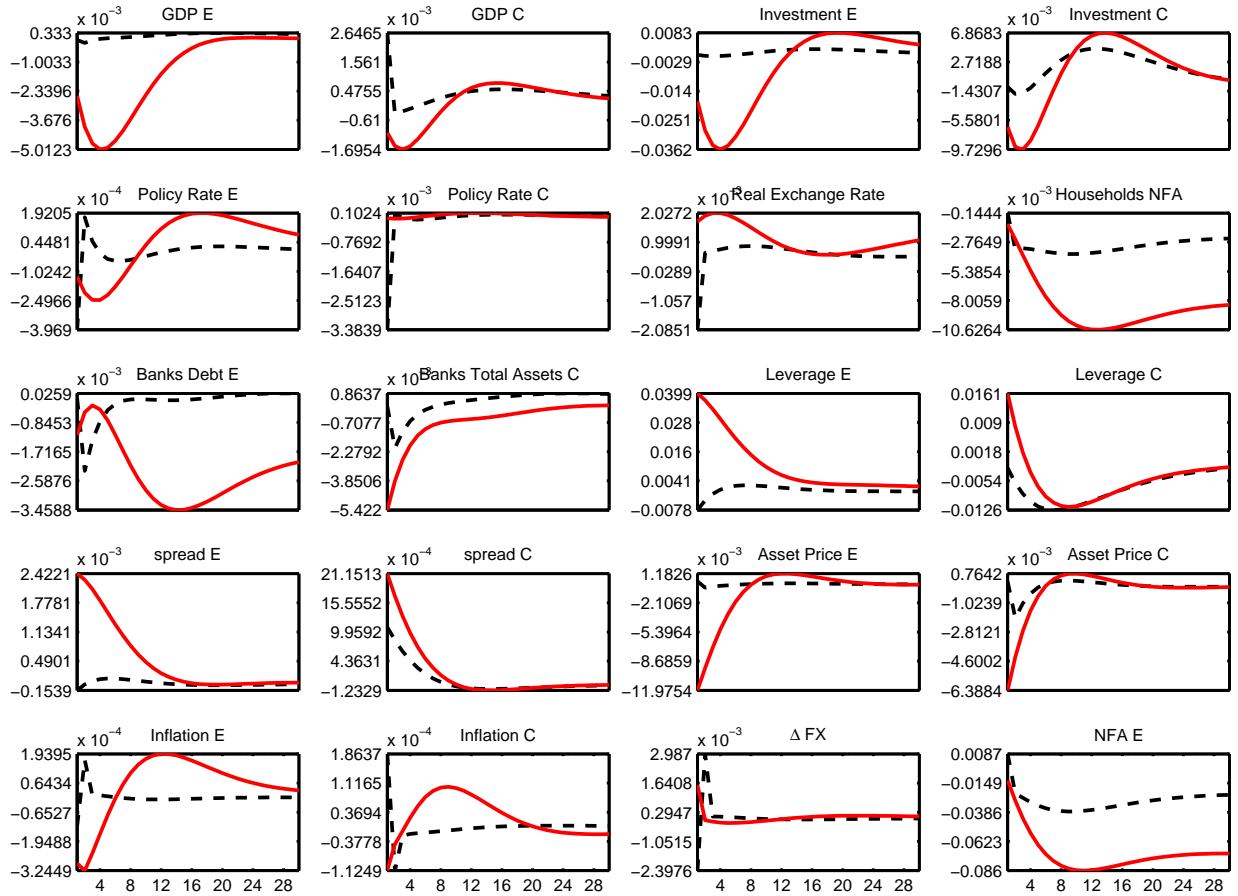 GDP E
x 10⁻³
0.333
−1.0033
−2.3396
−3.676
−5.0123
GDP C
x 10⁻³
2.6465
1.561
0.4755
−0.61
−1.6954
Investment E
0.0083
−0.0029
−0.014
−0.0251
−0.0362
Investment C
x 10⁻³
6.8683
2.7188
−1.4307
−5.5801
−9.7296
Policy Rate E
x 10⁻⁴
1.9205
0.4481
−1.0242
−2.4966
−3.969
Policy Rate C
x 10⁻³
0.1024
−0.7692
−1.6407
−2.5123
−3.3839
Real Exchange Rate
x 10⁻³
2.0272
0.9991
−0.0289
−1.057
−2.0851
Households NFA
x 10⁻³
−0.1444
−2.7649
−5.3854
−8.0059
−10.6264
Banks Debt E
x 10⁻³
0.0259
−0.8453
−1.7165
−2.5876
−3.4588
Banks Total Assets C
x 10⁻³
0.8637
−0.7077
−2.2792
−3.8506
−5.422
Leverage E
0.0399
0.028
0.016
0.0041
−0.0078
Leverage C
0.0161
0.009
0.0018
−0.0054
−0.0126
spread E
x 10⁻³
2.4221
1.7781
1.1341
0.4901
−0.1539
spread C
x 10⁻⁴
21.1513
15.5552
9.9592
4.3631
−1.2329
Asset Price E
x 10⁻³
1.1826
−2.1069
−5.3964
−8.6859
−11.9754
Asset Price C
x 10⁻³
0.7642
−1.0239
−2.8121
−4.6002
−6.3884
Inflation E
x 10⁻⁴
1.9395
0.6434
−0.6527
−1.9488
−3.2449
4 8 12 16 20 24 28
Inflation C
x 10⁻⁴
1.8637
1.1165
0.3694
−0.3778
−1.1249
4 8 12 16 20 24 28
Δ FX
x 10⁻³
2.987
1.6408
0.2947
−1.0515
−2.3976
4 8 12 16 20 24 28
NFA E
0.0087
−0.0149
−0.0386
−0.0623
−0.086
4 8 12 16 20 24 28